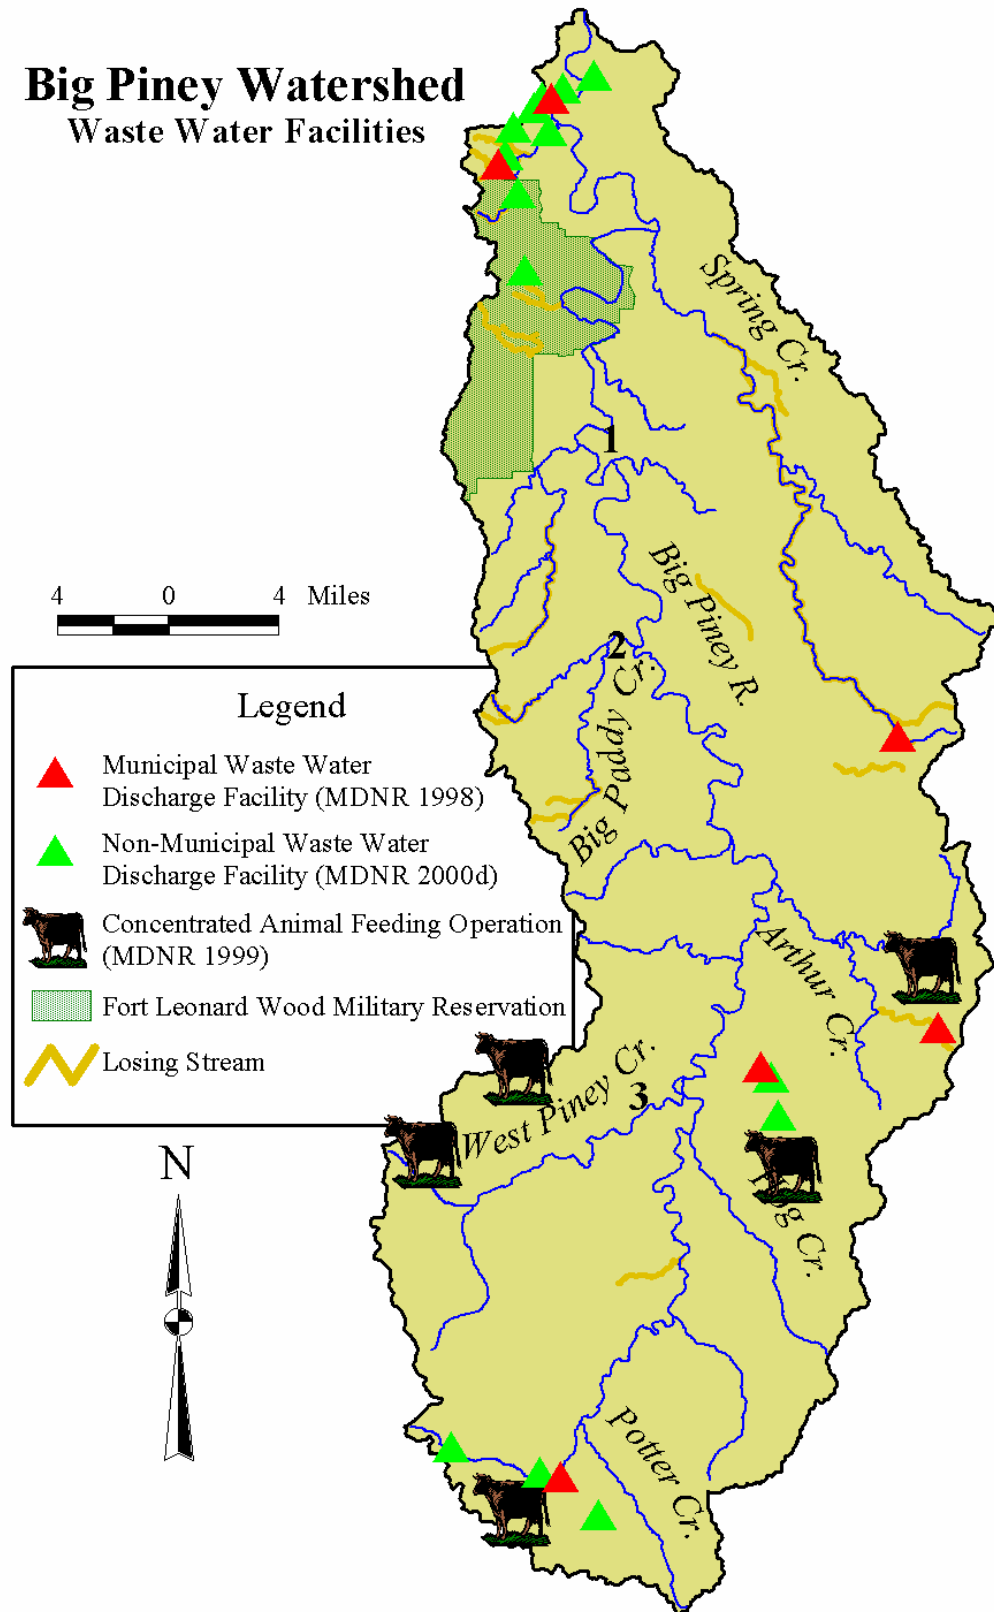 Big Piney Watershed
Waste Water Facilities
Spring Cr.
1
Big Piney R.
4 0 4 Miles
2
Big Paddy Cr.
Legend
Municipal Waste Water
Discharge Facility (MDNR 1998)
Non-Municipal Waste Water
Discharge Facility (MDNR 2000d)
Concentrated Animal Feeding Operation
(MDNR 1999)
Fort Leonard Wood Military Reservation
Losing Stream
Arthur Cr.
West Piney Cr.
3
N
Cr.
Potter Cr.